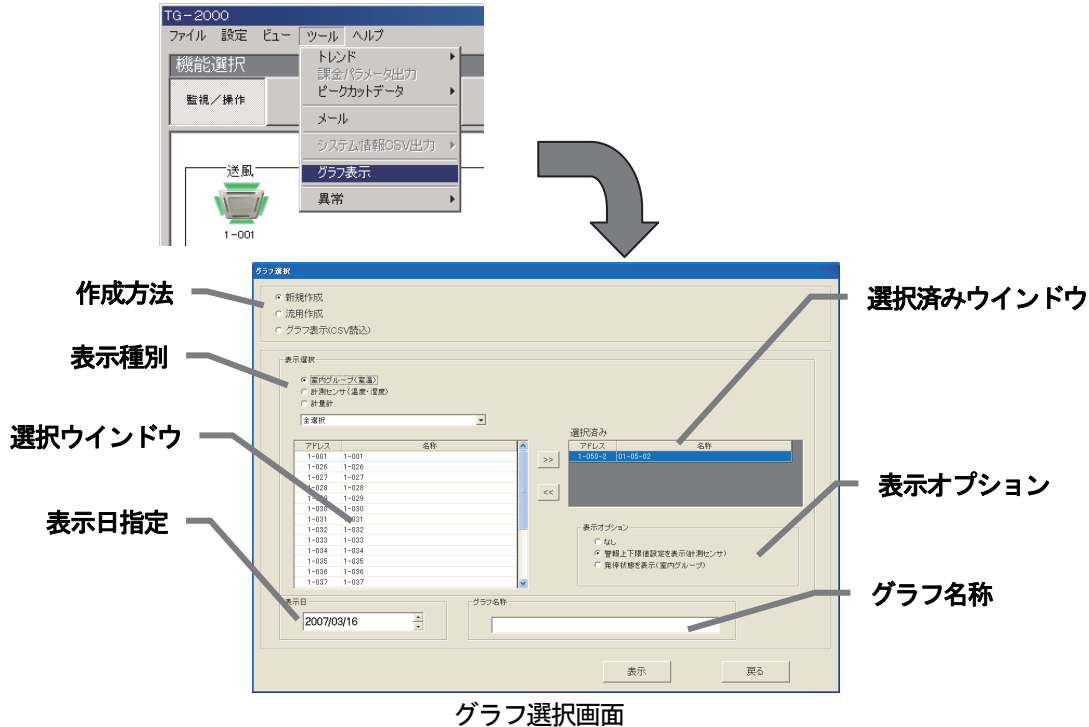 TG-2000
ファイル 設定 ビュー ツール ヘルプ
機能選択
監視/操作
トレンド
課金パラメータ出力
ピークカットデータ
メール
システム情報CSV出力
グラフ表示
異常
送風
1-001
グラフ選択
作成方法
新規作成
流用作成
グラフ表示(CSV読込)
選択済みウインドウ
表示種別
表示選択
室内グループ(室温)
計測センサ(温度・湿度)
計量計
全選択
選択ウインドウ
アドレス 名称
1-001 1-001
1-026 1-026
1-027 1-027
1-028 1-028
1-029 1-029
1-030 1-030
1-031 1-031
1-032 1-032
1-033 1-033
1-034 1-034
1-035 1-035
1-036 1-036
1-037 1-037
>>
<<
選択済み
アドレス 名称
1-050-2 01-05-02
表示オプション
表示オプション
なし
警報上下限値設定を表示(計測センサ)
発停状態を表示(室内グループ)
表示日指定
表示日
2007/03/16
グラフ名称
グラフ名称
表示
戻る
グラフ選択画面